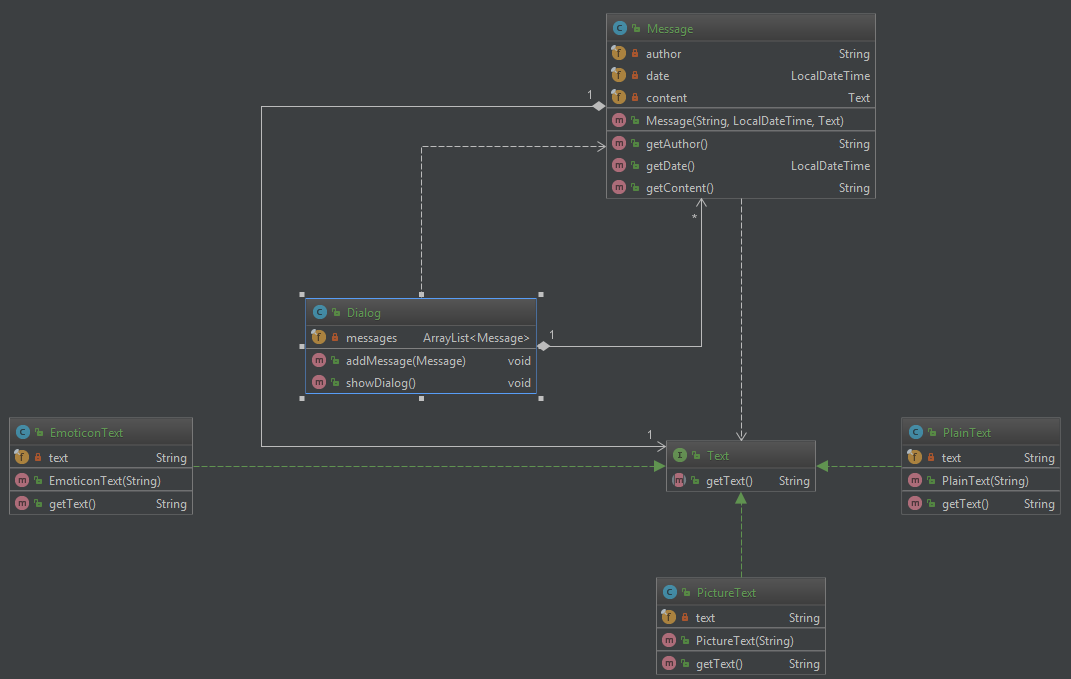 Message
author String
date LocalDateTime
content Text
Message(String, LocalDateTime, Text)
getAuthor() String
getDate() LocalDateTime
getContent() String
1
*
Dialog
messages ArrayList<Message>
addMessage(Message) void
showDialog() void
1
EmoticonText
text String
EmoticonText(String)
getText() String
1
Text
getText() String
PlainText
text String
PlainText(String)
getText() String
PictureText
text String
PictureText(String)
getText() String